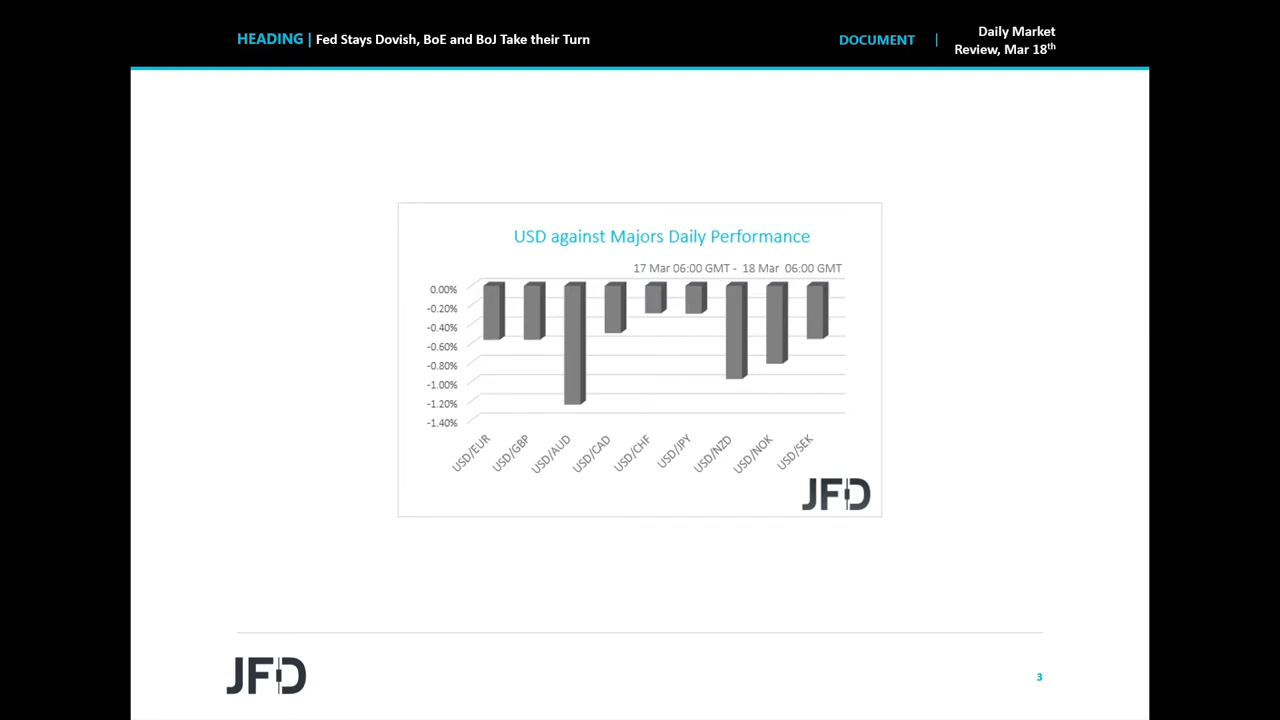 HEADING | Fed Stays Dovish, BoE and BoJ Take their Turn
DOCUMENT |
Daily Market
Review, Mar 18th
USD against Majors Daily Performance
17 Mar 06:00 GMT - 18 Mar 06:00 GMT
0.00%
-0.20%
-0.40%
-0.60%
-0.80%
-1.00%
-1.20%
-1.40%
USD/EUR
USD/GBP
USD/AUD
USD/CAD
USD/CHF
USD/JPY
USD/NZD
USD/NOK
USD/SEK
JFD
JFD
3